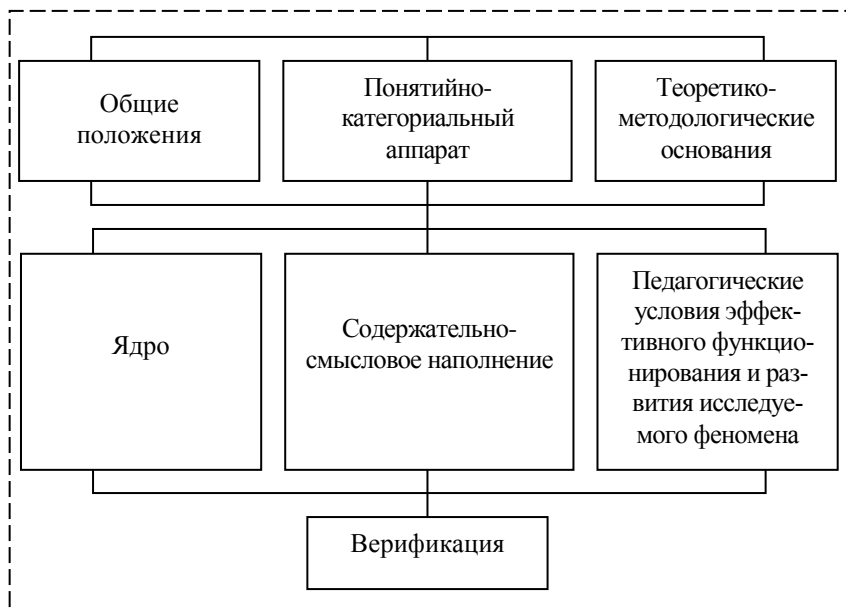 Общие
положения
Понятийно-
категориальный
аппарат
Теоретико-
методологические
основания
Ядро
Содержательно-
смысловое наполнение
Педагогические
условия эффек-
тивного функцио-
нирования и раз-
вития исследуе-
мого феномена
Верификация